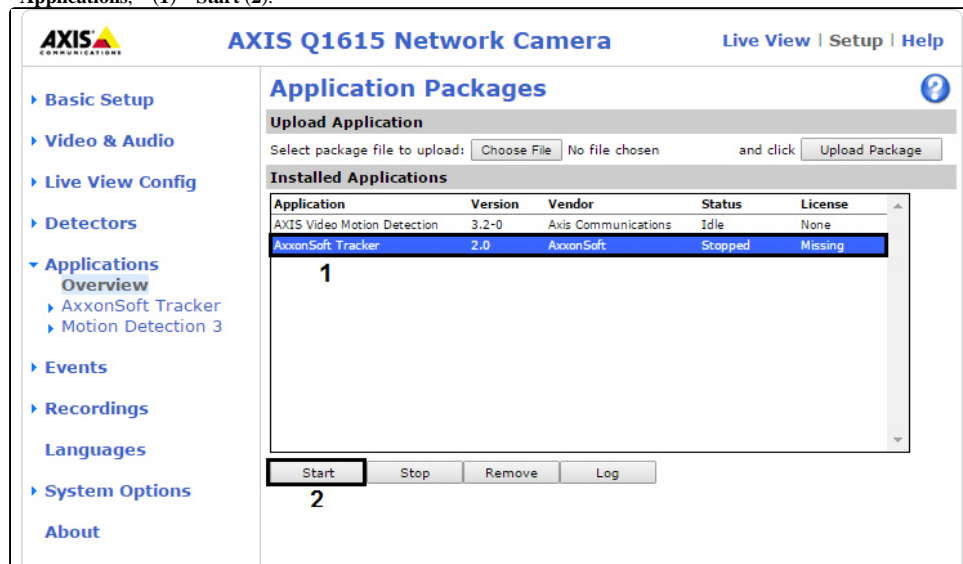 Applications, (1) Start (2).
AXIS COMMUNICATIONS
AXIS Q1615 Network Camera
Live View | Setup | Help
Basic Setup
Video & Audio
Live View Config
Detectors
Applications
Overview
AxxonSoft Tracker
Motion Detection 3
Events
Recordings
Languages
System Options
About
Application Packages
?
Upload Application
Select package file to upload: Choose File No file chosen and click Upload Package
Installed Applications
Application Version Vendor Status License
AXIS Video Motion Detection 3.2-0 Axis Communications Idle None
AxxonSoft Tracker 2.0 AxxonSoft Stopped Missing
1
Start Stop Remove Log
2